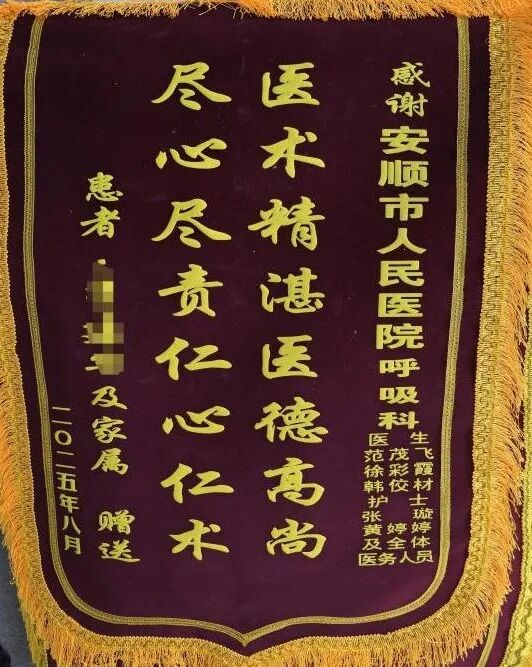 感谢安顺市人民医院呼吸科
医 生
范茂飞
徐彩霞
韩佼材
护 士
张 璇
黄婷婷
及全体
医务人员
医术精湛医德高尚
尽心尽责仁心仁术
患者 及家属 赠送
二〇二五年八月